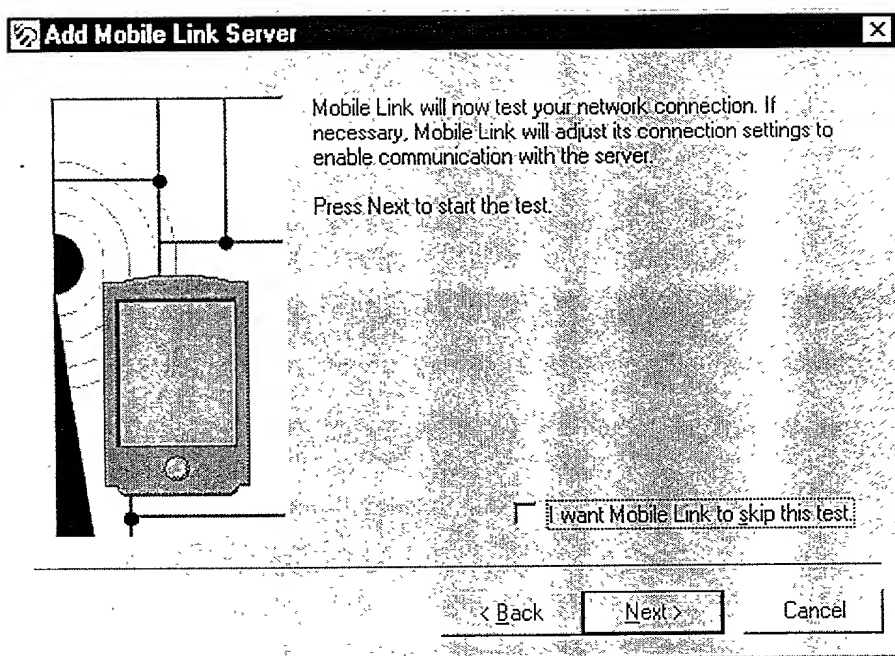 Add Mobile Link Server
Mobile Link will now test your network connection. If
necessary, Mobile Link will adjust its connection settings to
enable communication with the server.
Press Next to start the test.
I want Mobile Link to skip this test.
< Back
Next >
Cancel